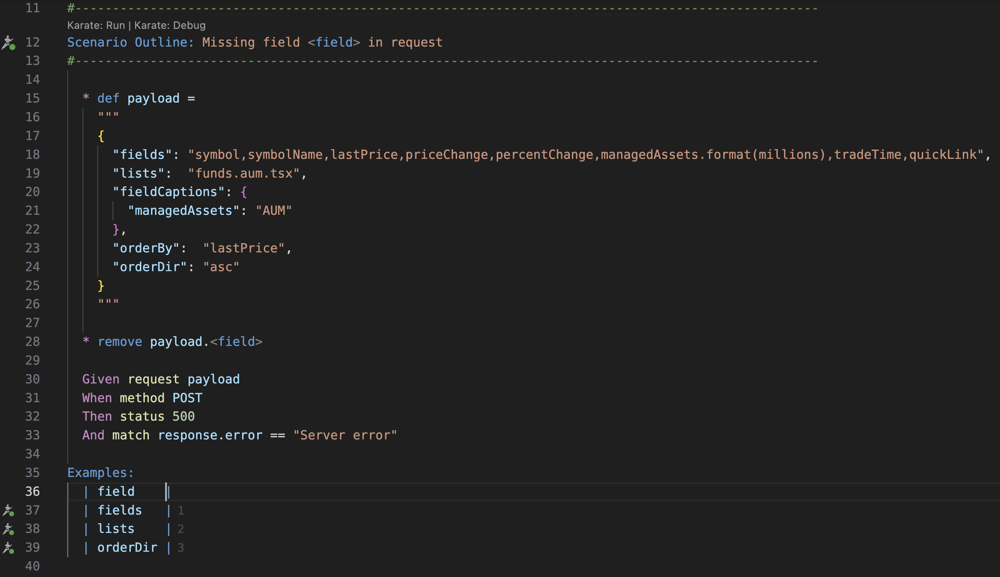 11 #---------------------------------------------------------------------------------------------------
Karate: Run | Karate: Debug
12 Scenario Outline: Missing field <field> in request
13 #---------------------------------------------------------------------------------------------------
14
15 * def payload =
16 """
17 {
18 "fields": "symbol,symbolName,lastPrice,priceChange,percentChange,managedAssets.format(millions),tradeTime,quickLink",
19 "lists":  "funds.aum.tsx",
20 "fieldCaptions": {
21 "managedAssets": "AUM"
22 },
23 "orderBy":  "lastPrice",
24 "orderDir": "asc"
25 }
26 """
27
28 * remove payload.<field>
29
30 Given request payload
31 When method POST
32 Then status 500
33 And match response.error == "Server error"
34
35 Examples:
36 | field    |
37 | fields   | 1
38 | lists    | 2
39 | orderDir | 3
40